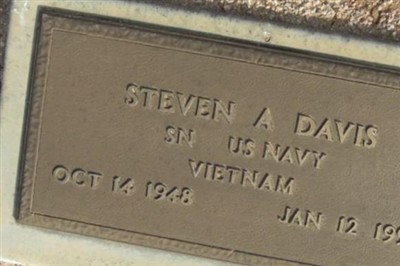 STEVEN A DAVIS
SN US NAVY
VIETNAM
OCT 14 1948
JAN 12